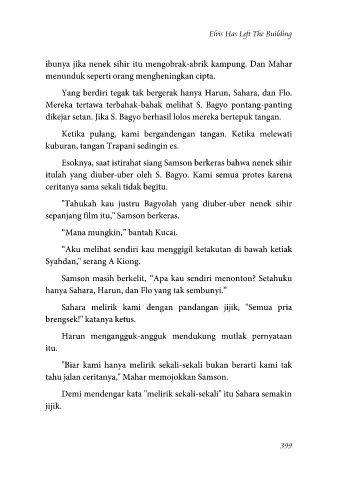 Elvis Has Left The Building
ibunya jika nenek sihir itu mengobrak-abrik kampung. Dan Mahar
menunduk seperti orang mengheningkan cipta.
Yang berdiri tegak tak bergerak hanya Harun, Sahara, dan Flo.
Mereka tertawa terbahak-bahak melihat S. Bagyo pontang-panting
dikejar setan. Jika S. Bagyo berhasil lolos mereka bertepuk tangan.
Ketika pulang, kami bergandengan tangan. Ketika melewati
kuburan, tangan Trapani sedingin es.
Esoknya, saat istirahat siang Samson berkeras bahwa nenek sihir
itulah yang diuber-uber oleh S. Bagyo. Kami semua protes karena
ceritanya sama sekali tidak begitu.
"Tahukah kau justru Bagyolah yang diuber-uber nenek sihir
sepanjang film itu," Samson berkeras.
“Mana mungkin,” bantah Kucai.
“Aku melihat sendiri kau menggigil ketakutan di bawah ketiak
Syahdan," serang A Kiong.
Samson masih berkelit, “Apa kau sendiri menonton? Setahuku
hanya Sahara, Harun, dan Flo yang tak sembunyi.”
Sahara melirik kami dengan pandangan jijik, "Semua pria
brengsek!" katanya ketus.
Harun mengangguk-angguk mendukung mutlak pernyataan
itu.
"Biar kami hanya melirik sekali-sekali bukan berarti kami tak
tahu jalan ceritanya," Mahar memojokkan Samson.
Demi mendengar kata "melirik sekali-sekali" itu Sahara semakin
jijik.
399